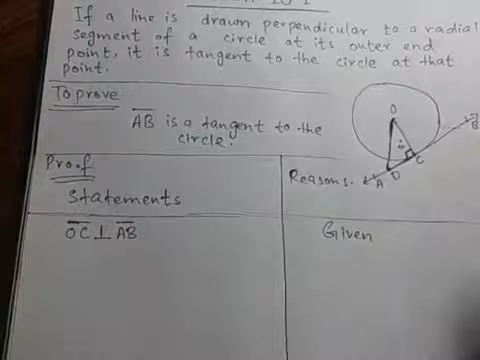 If a line is drawn perpendicular to a radial
segment of a circle at its outer end
point, it is tangent to the circle at that
point.
To prove
AB is a tangent to the
circle.
O
B
C
D
A
Proof
Statements
Reasons.
OC ⊥ AB
Given